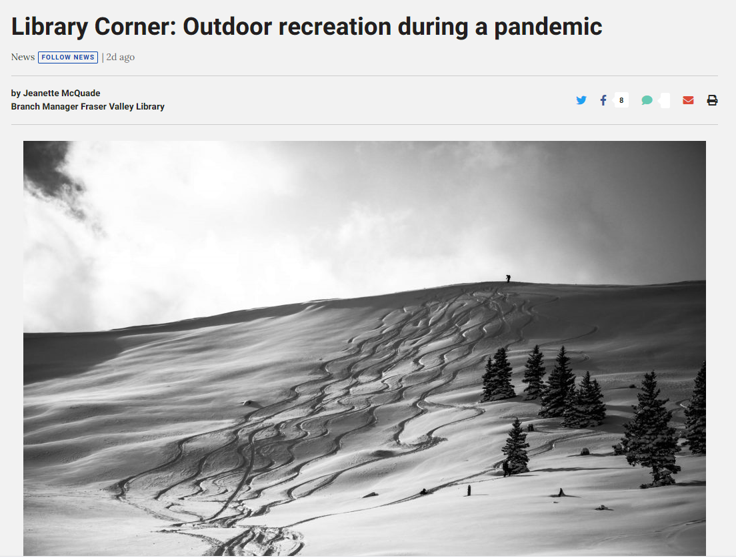 Library Corner: Outdoor recreation during a pandemic
News FOLLOW NEWS | 2d ago
by Jeanette McQuade
Branch Manager Fraser Valley Library
8